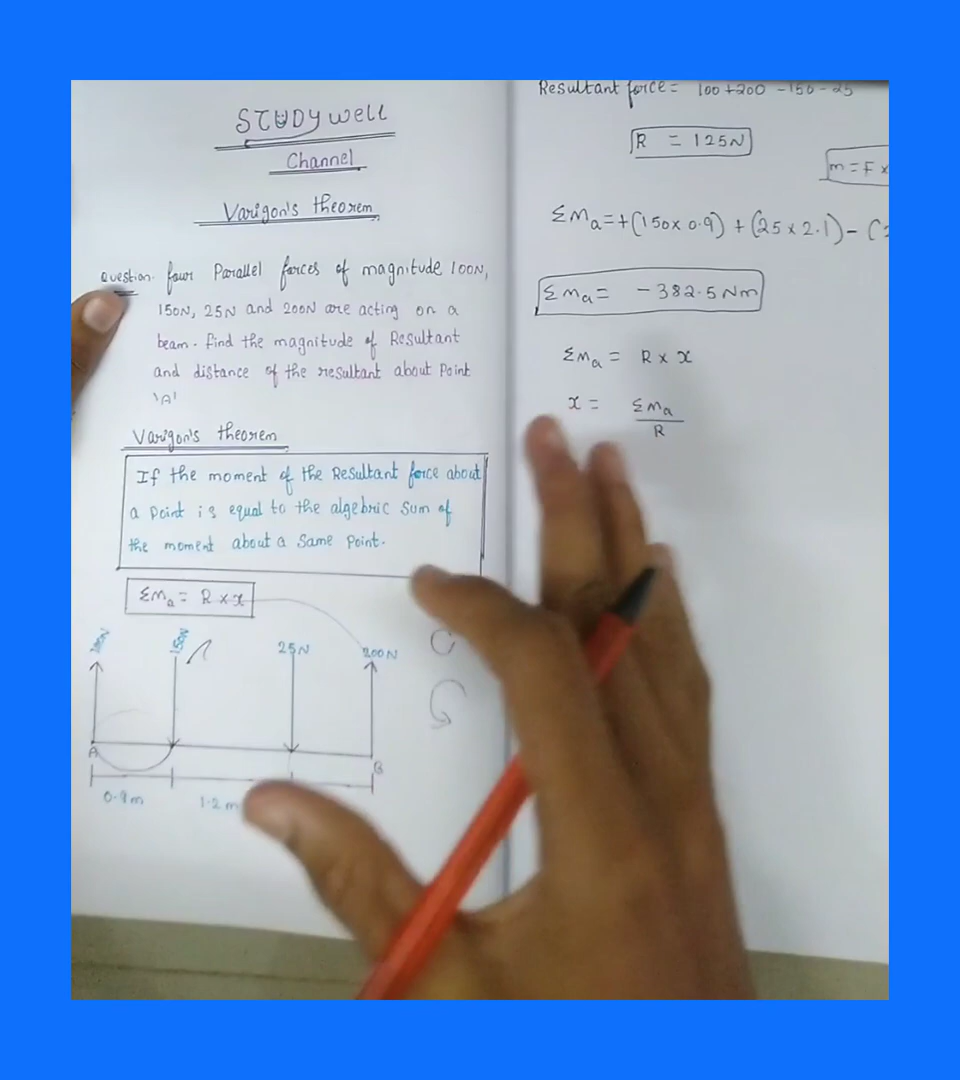 STUDY well
Channel
Varigon's theorem
Question. four Parallel forces of magnitude 100N,
150N, 25N and 200N are acting on a
beam. find the magnitude of Resultant
and distance of the resultant about Point
'A'
Varigon's theorem
If the moment of the Resultant force about
a Point is equal to the algebric Sum of
the moment about a Same Point.
ΣMa = R × x
150N 25N 200N
A B
0.9m 1.2m
Resultant force = 100 + 200 - 150 - 25
R = 125N
m = F ×
ΣMa = +(150 × 0.9) + (25 × 2.1) - (
ΣMa = - 382.5 Nm
ΣMa = R × x
x = ΣMa
R